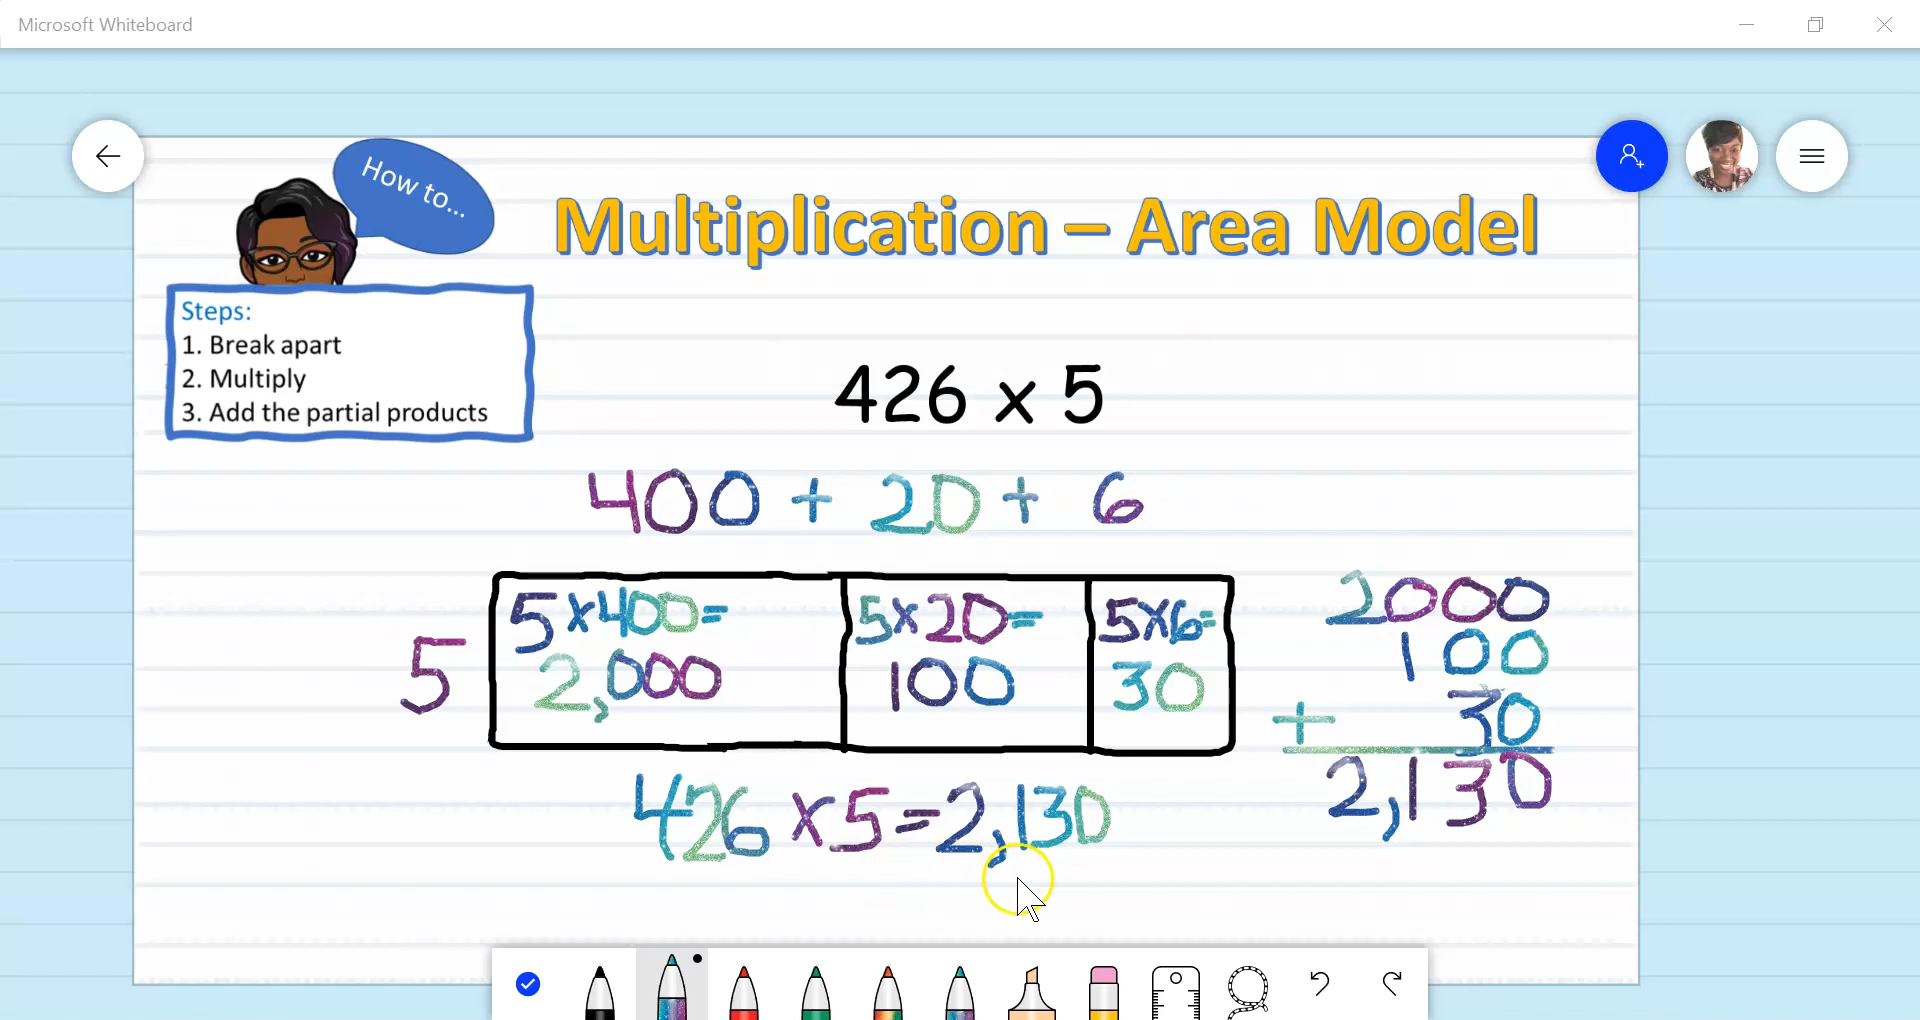 Microsoft Whiteboard
How to...
Multiplication – Area Model
Steps:
1. Break apart
2. Multiply
3. Add the partial products
426 x 5
400 + 20 + 6
5
5x400=
2,000
5x20=
100
5x6=
30
2000
100
+ 30
2,130
426 x5=2,130